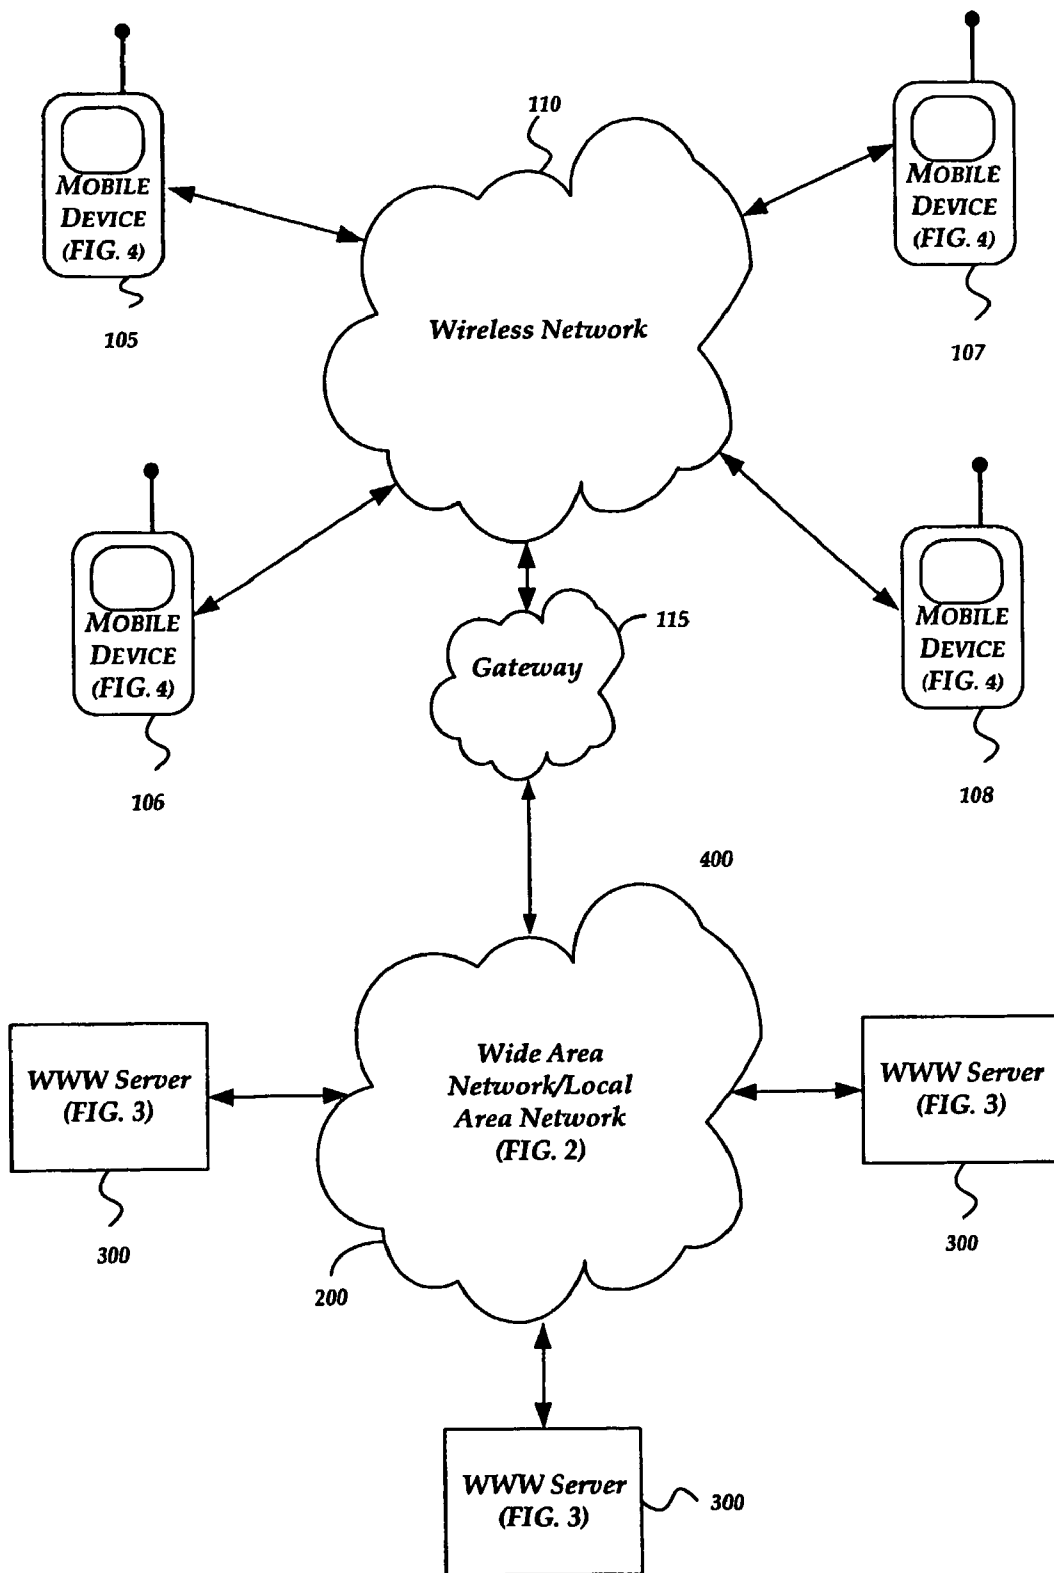 110
MOBILE
DEVICE
(FIG. 4)
105
MOBILE
DEVICE
(FIG. 4)
107
Wireless Network
MOBILE
DEVICE
(FIG. 4)
106
Gateway
115
MOBILE
DEVICE
(FIG. 4)
108
400
WWW Server
(FIG. 3)
300
Wide Area
Network/Local
Area Network
(FIG. 2)
200
WWW Server
(FIG. 3)
300
WWW Server
(FIG. 3)
300